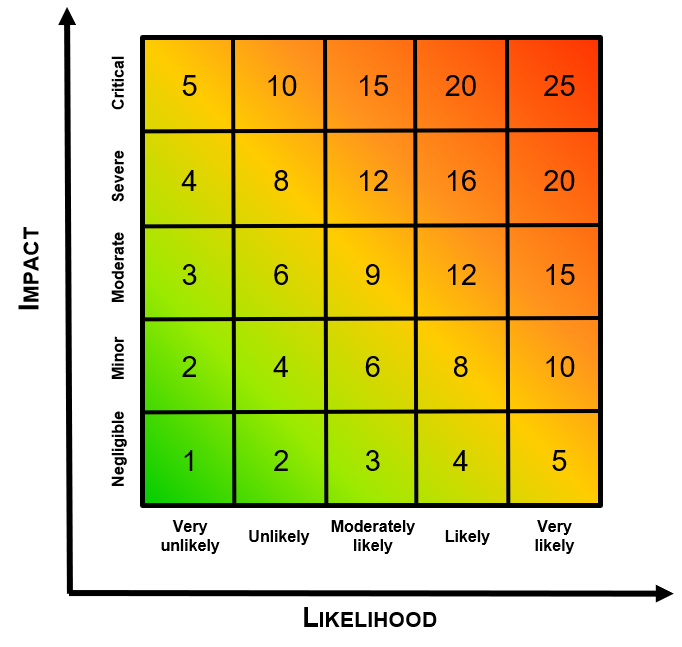 IMPACT
Critical
5 10 15 20 25
Severe
4 8 12 16 20
Moderate
3 6 9 12 15
Minor
2 4 6 8 10
Negligible
1 2 3 4 5
Very
unlikely
Unlikely
Moderately
likely
Likely
Very
likely
LIKELIHOOD